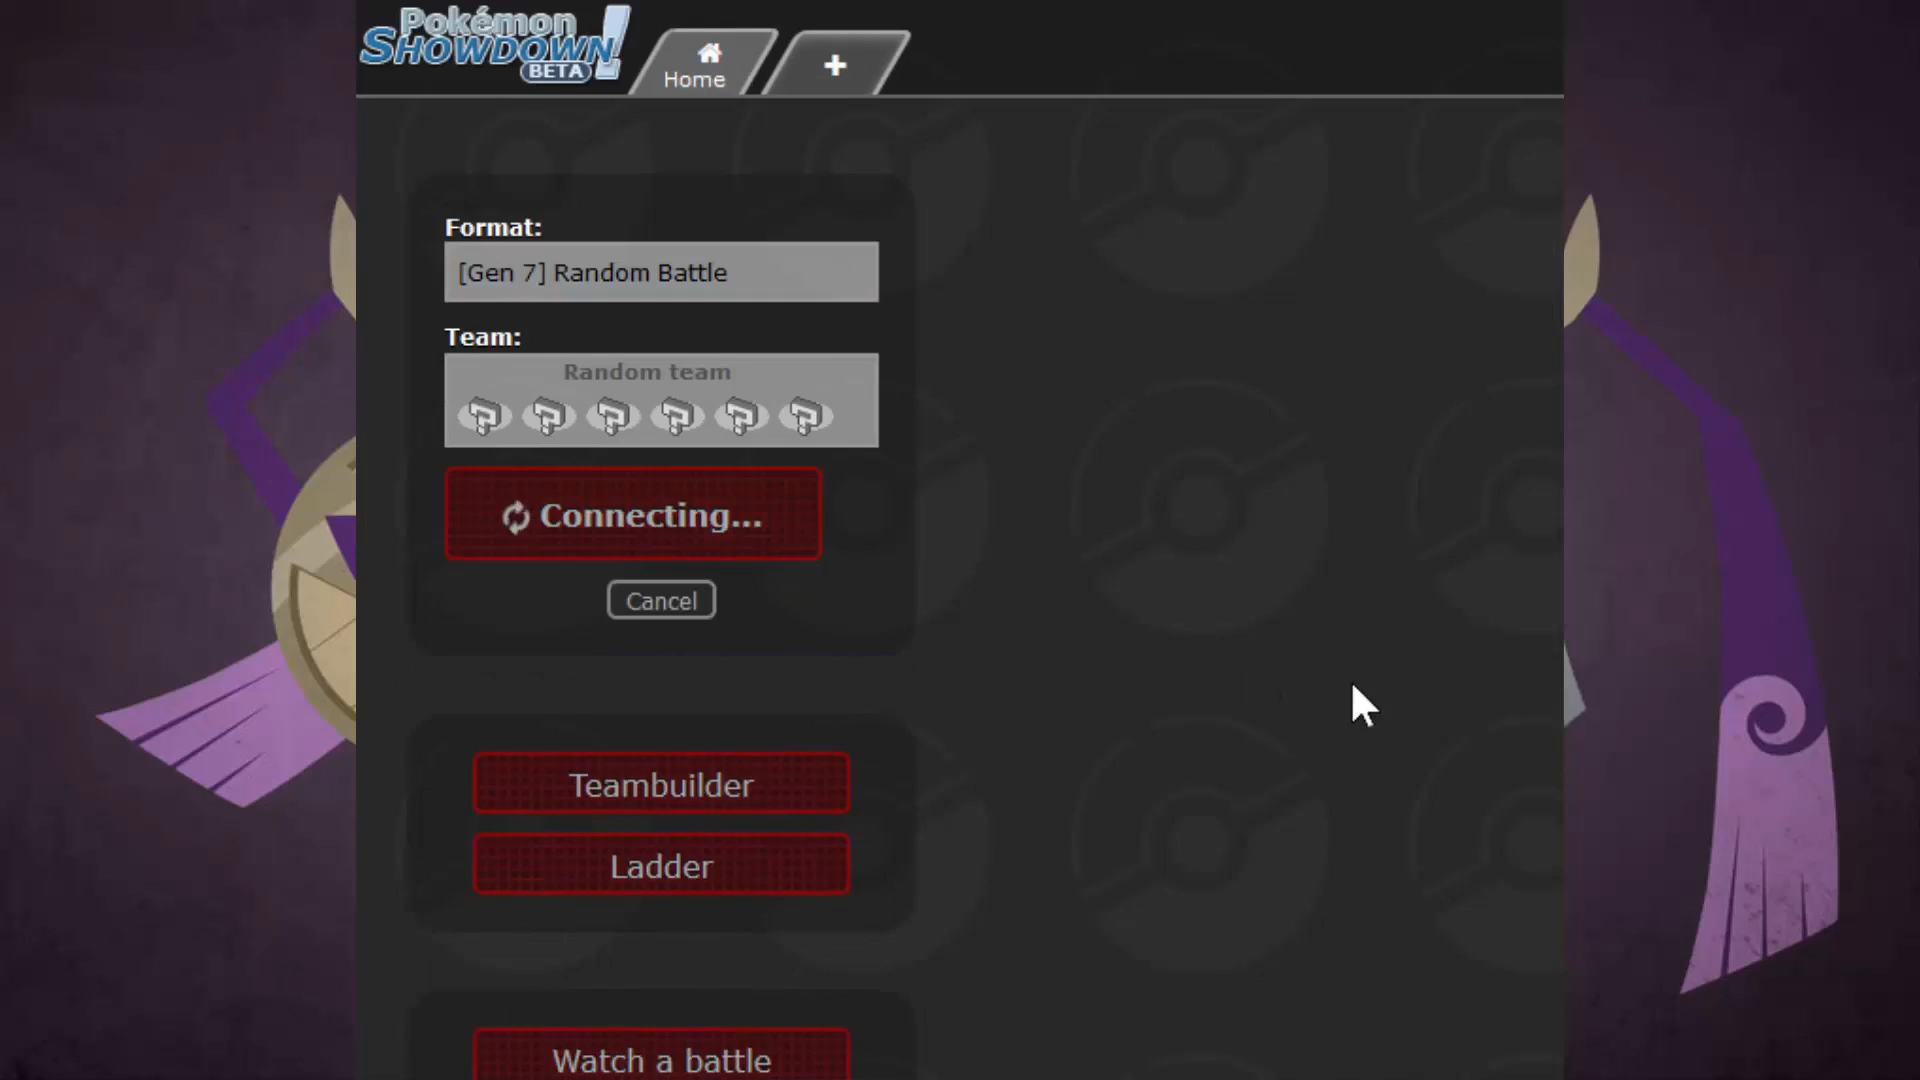 Pokémon
SHOWDOWN!
BETA
Home
+
Format:
[Gen 7] Random Battle
Team:
Random team
? ? ? ? ? ?
Connecting...
Cancel
Teambuilder
Ladder
Watch a battle